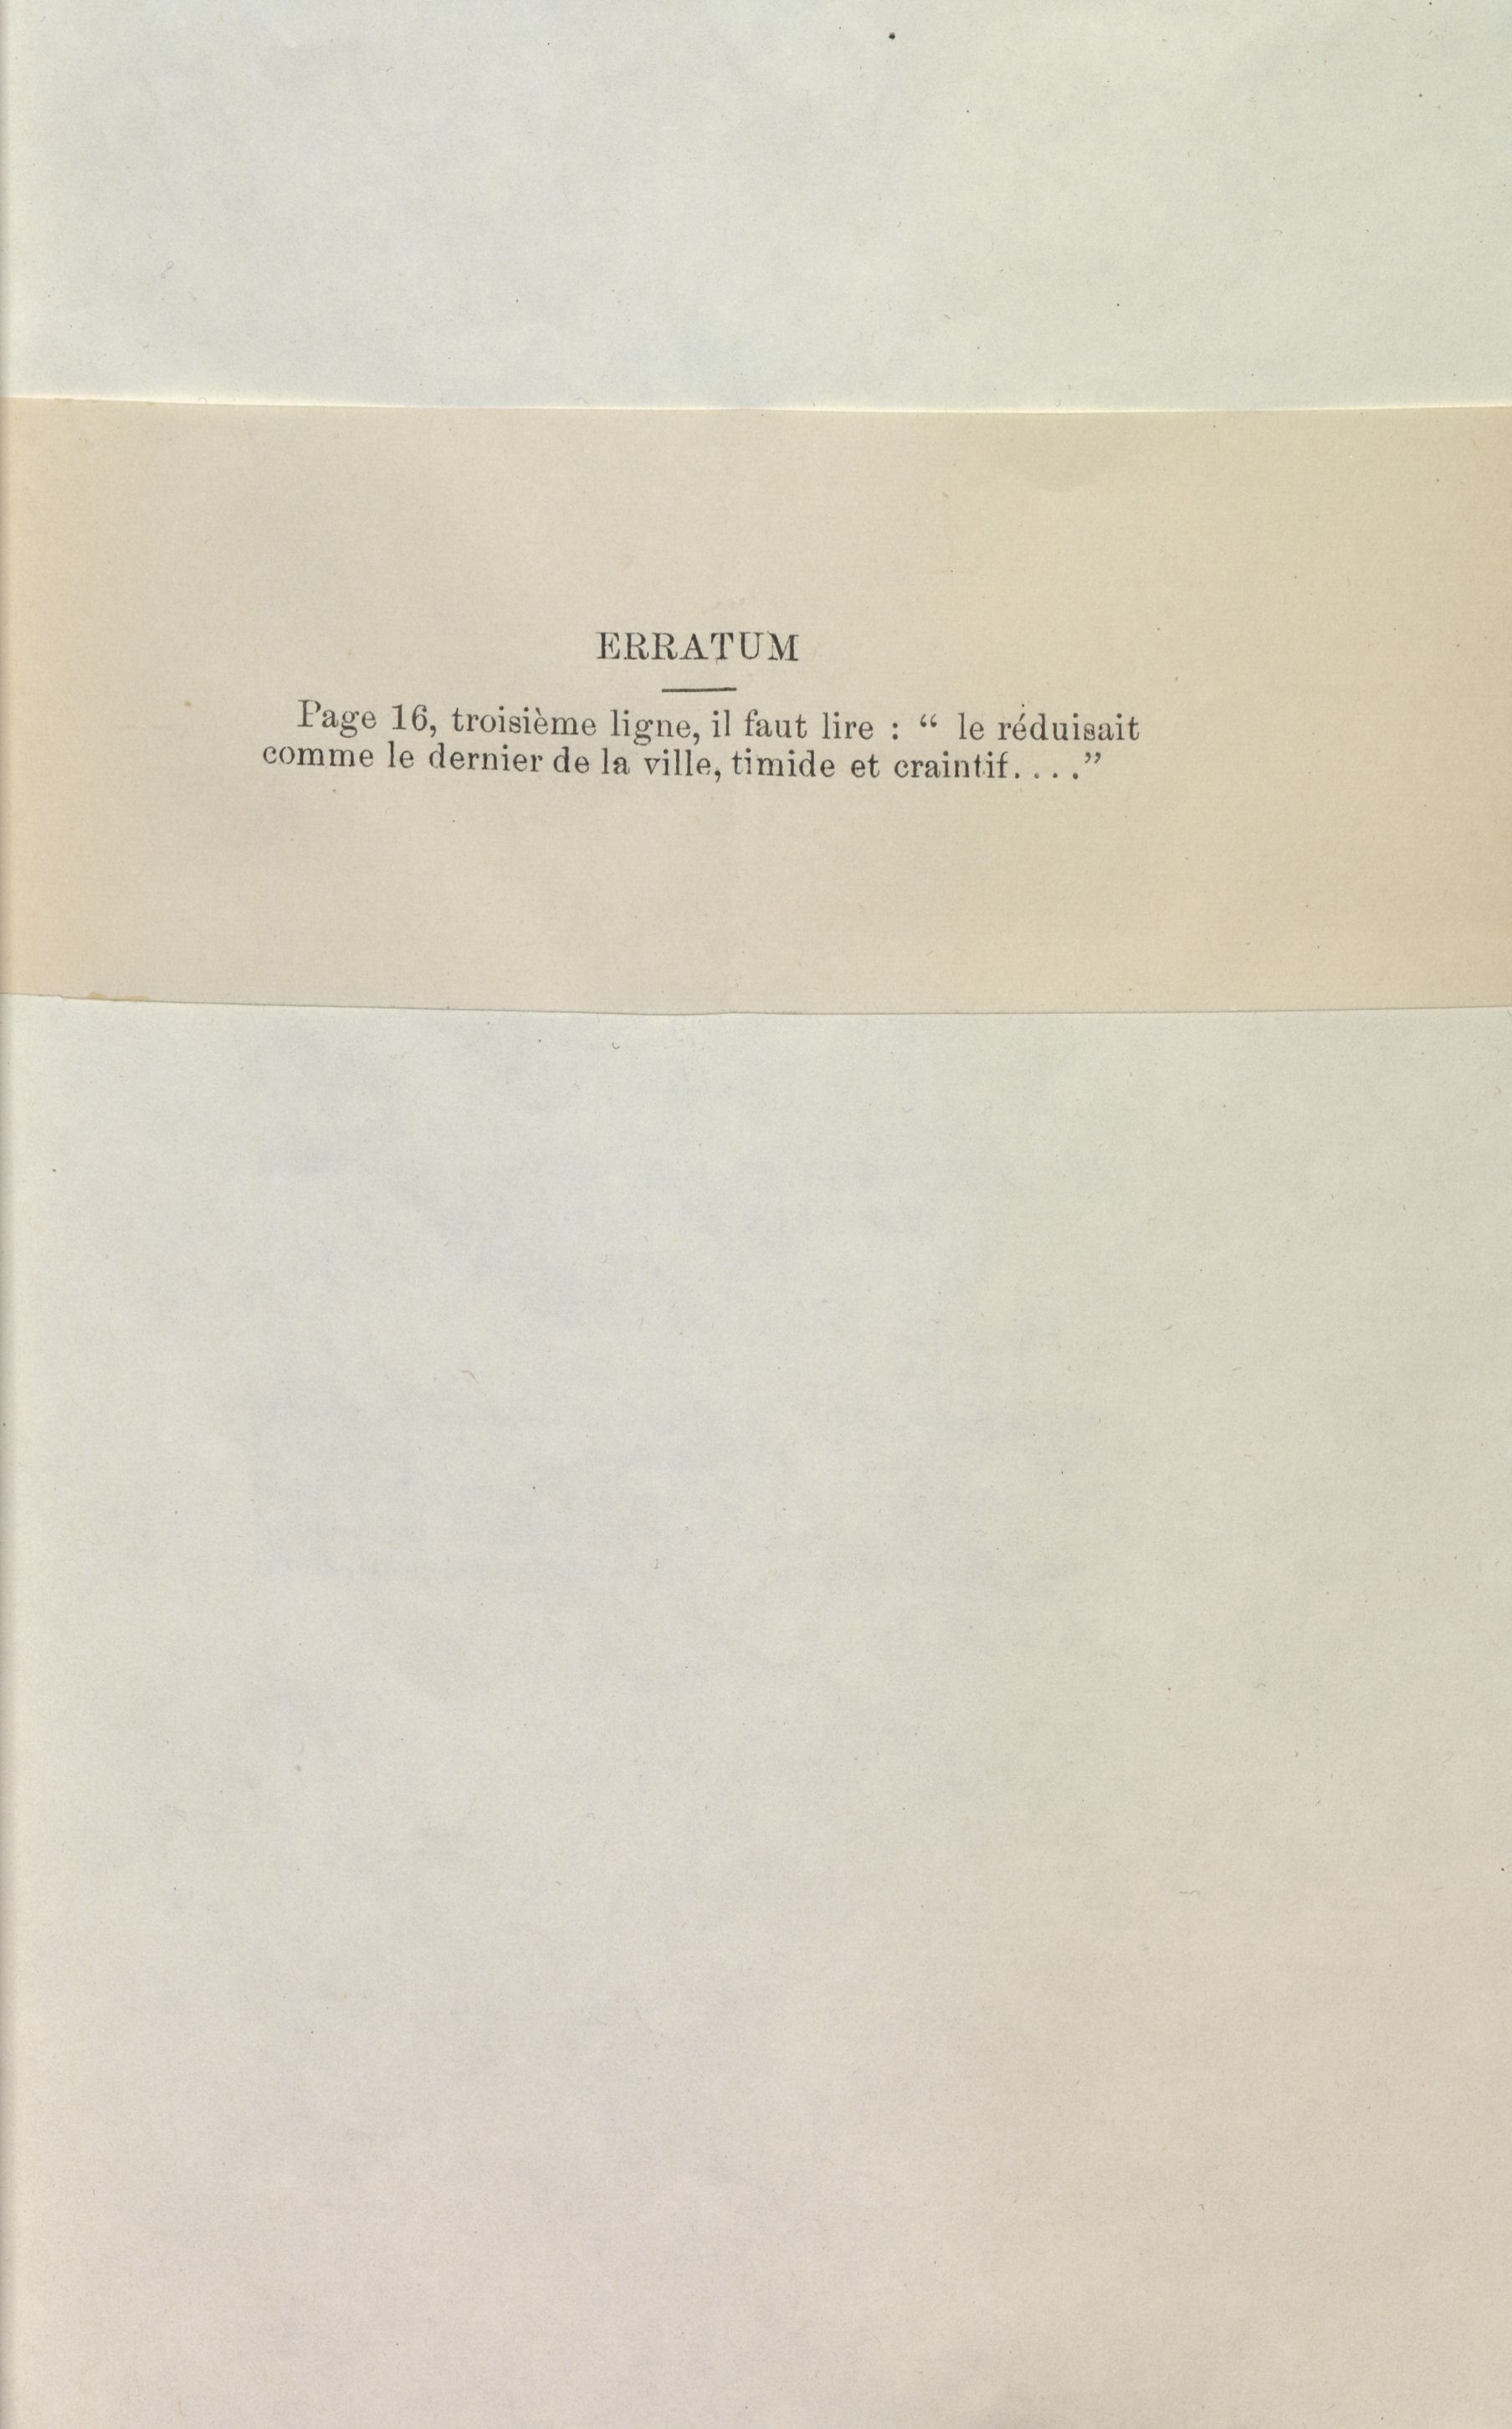 ERRATUM
Page 16, troisième ligne, il faut lire : “ le réduisait
comme le dernier de la ville, timide et craintif. . . .”